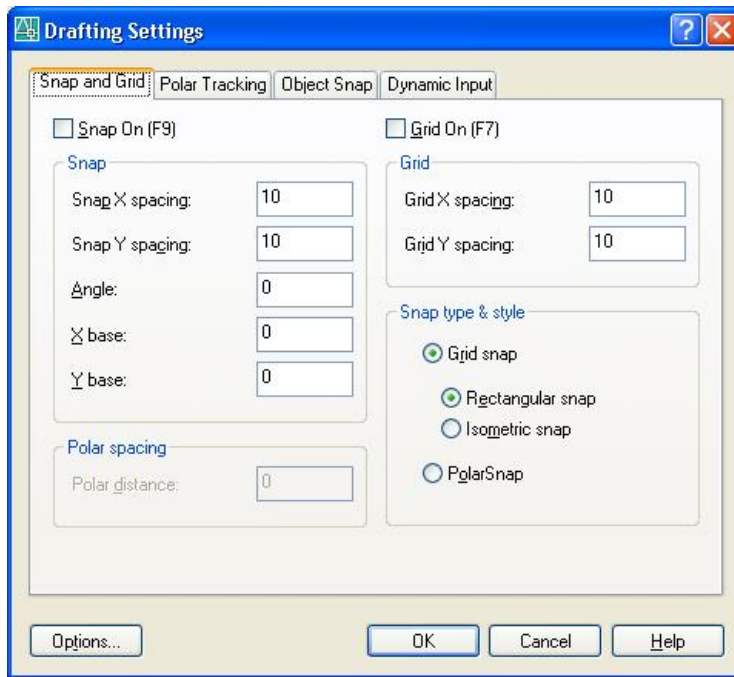 Drafting Settings
Snap and Grid
Polar Tracking
Object Snap
Dynamic Input
Snap On (F9)
Snap
Snap X spacing: 10
Snap Y spacing: 10
Angle: 0
X base: 0
Y base: 0
Polar spacing
Polar distance: 0
Grid On (F7)
Grid
Grid X spacing: 10
Grid Y spacing: 10
Snap type & style
Grid snap
Rectangular snap
Isometric snap
PolarSnap
Options...
OK
Cancel
Help